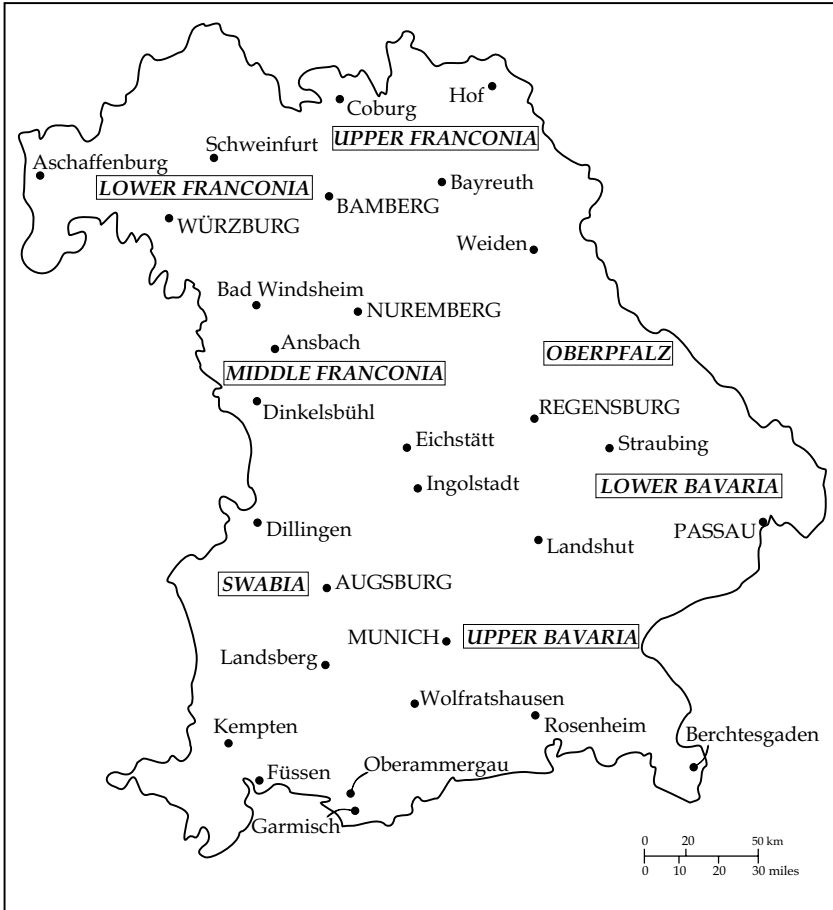 Hof
Coburg
UPPER FRANCONIA
Schweinfurt
Aschaffenburg
LOWER FRANCONIA
Bayreuth
BAMBERG
WÜRZBURG
Weiden
Bad Windsheim
NUREMBERG
Ansbach
OBERPFALZ
MIDDLE FRANCONIA
Dinkelsbühl
REGENSBURG
Eichstätt
Straubing
Ingolstadt
LOWER BAVARIA
Dillingen
PASSAU
Landshut
SWABIA
AUGSBURG
MUNICH
UPPER BAVARIA
Landsberg
Wolfratshausen
Rosenheim
Kempten
Berchtesgaden
Oberammergau
Füssen
Garmisch
0 20 50 km
0 10 20 30 miles